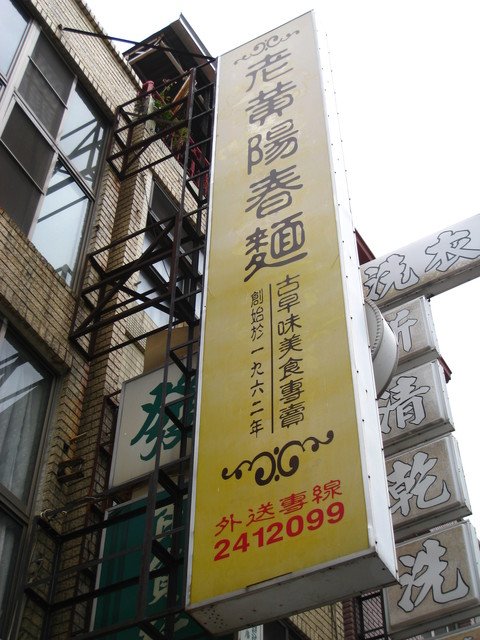 老黃陽春麵
古早味美食專賣
創始於一九六二年
外送專線
2412099
洗衣
清
乾
洗
發